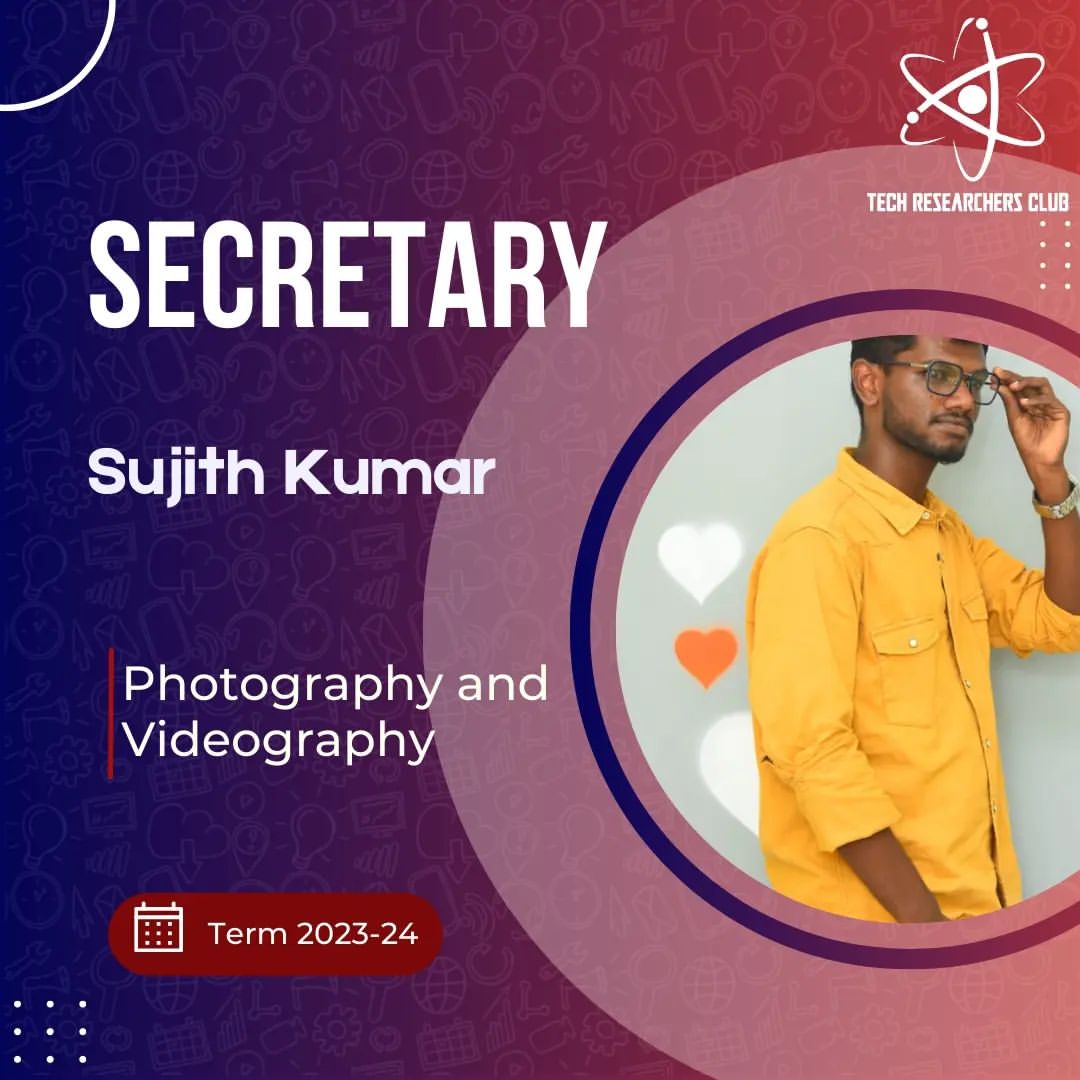 TECH RESEARCHERS CLUB
SECRETARY
Sujith Kumar
Photography and
Videography
Term 2023-24